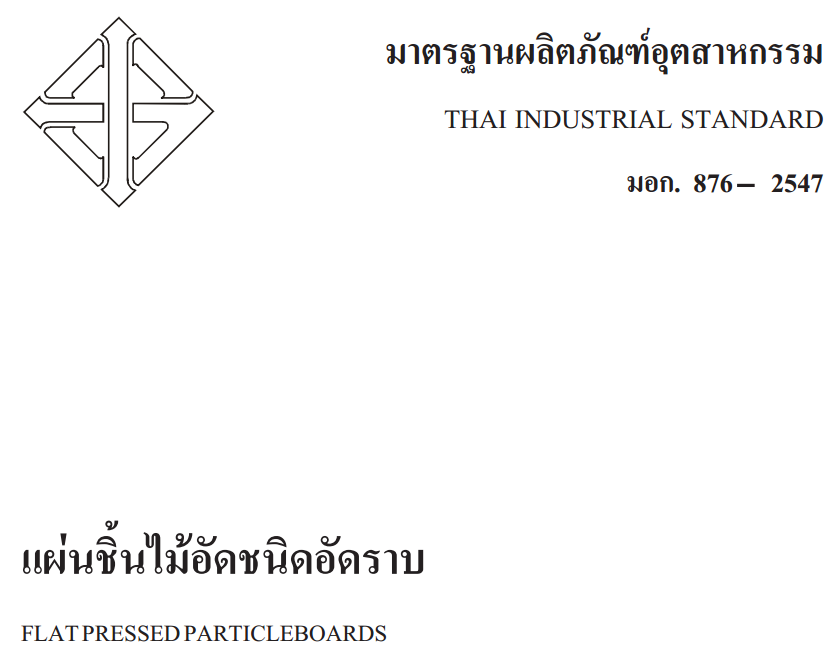 มาตรฐานผลิตภัณฑ์อุตสาหกรรม
THAI INDUSTRIAL STANDARD
มอก. 876– 2547
แผ่นชิ้นไม้อัดชนิดอัดราบ
FLAT PRESSED PARTICLEBOARDS